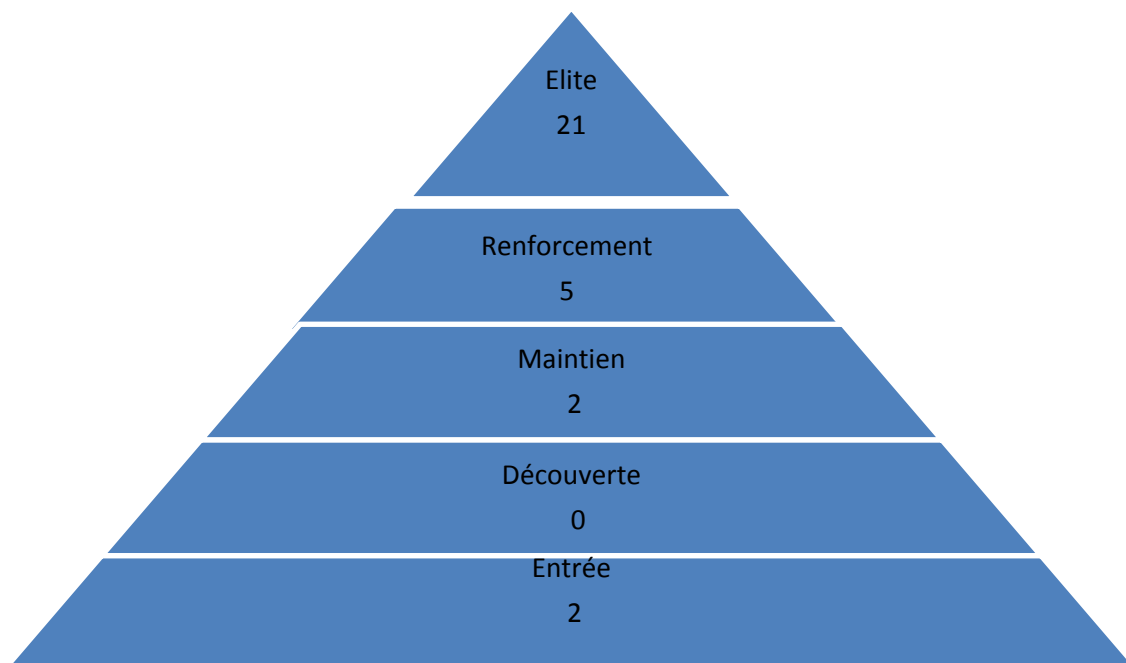 Elite
21
Renforcement
5
Maintien
2
Découverte
0
Entrée
2